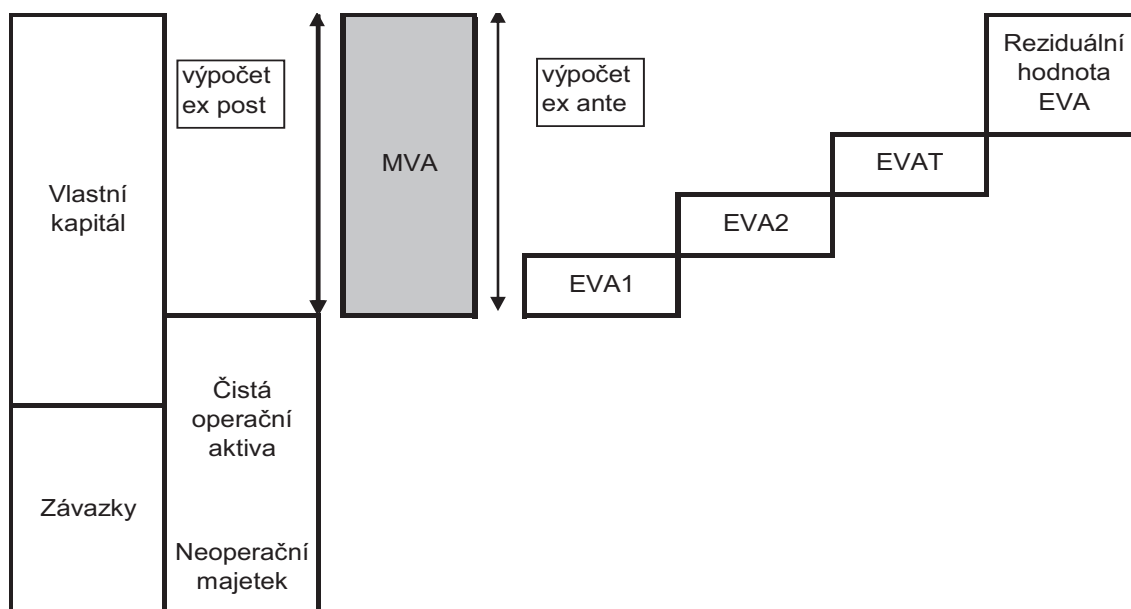 Vlastní
kapitál
Závazky
výpočet
ex post
Čistá
operační
aktiva
Neoperační
majetek
MVA
výpočet
ex ante
EVA1
EVA2
EVAT
Reziduální
hodnota
EVA